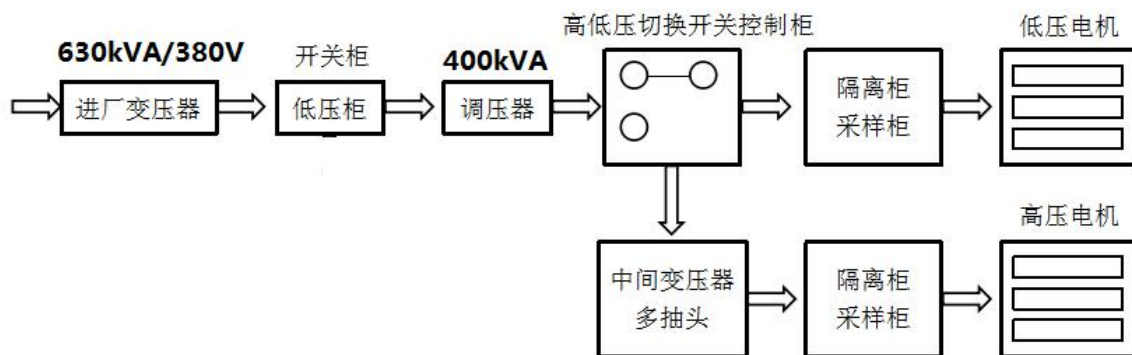 高低压切换开关控制柜
低压电机
630kVA/380V
开关柜
400kVA
进厂变压器
低压柜
调压器
隔离柜
采样柜
高压电机
中间变压器
多抽头
隔离柜
采样柜